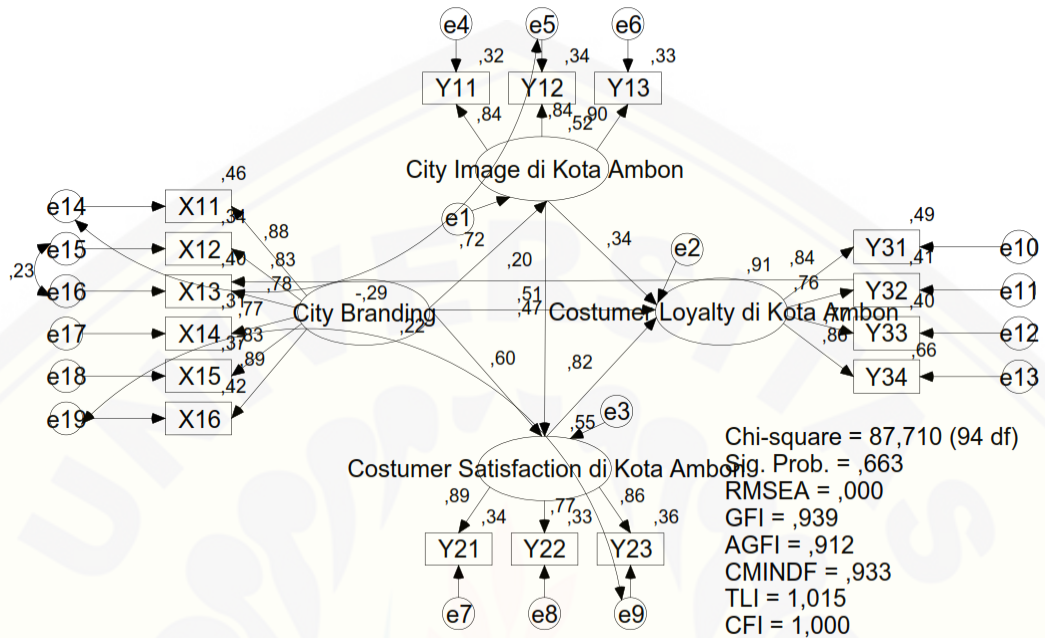 e4
e5
e6
,32
,34
,33
Y11
Y12
Y13
,84
,84
,52
,90
City Image di Kota Ambon
,46
e14
X11
e1
,49
,34
,88
,72
,34
e2
Y31
e10
e15
X12
,83
,20
,91
,84
,41
,40
,23
,78
,76
e16
X13
-,29
,51
Y32
e11
,31
,77
City Branding
,47
Costumer Loyalty di Kota Ambon
,40
e17
X14
,83
,22
Y33
e12
,37
,89
,60
,82
,66
e18
X15
Y34
e13
,42
e19
X16
e3
,55
Chi-square = 87,710 (94 df)
Costumer Satisfaction di Kota Ambon
Sig. Prob. = ,663
RMSEA = ,000
,89
,77
,86
GFI = ,939
,34
,33
,36
Y21
Y22
Y23
AGFI = ,912
CMINDF = ,933
e7
e8
e9
TLI = 1,015
CFI = 1,000
UNIVERSITAS